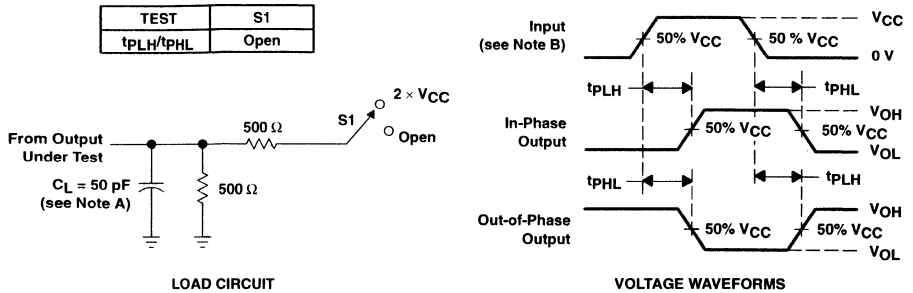 TEST S1
tPLH/tPHL Open
2 × VCC
S1
Open
500 Ω
From Output
Under Test
CL = 50 pF
(see Note A)
500 Ω
LOAD CIRCUIT
Input
(see Note B)
50% VCC
50 % VCC
VCC
0 V
tPLH
tPHL
In-Phase
Output
50% VCC
50% VCC
VOH
VOL
tPHL
tPLH
Out-of-Phase
Output
50% VCC
50% VCC
VOH
VOL
VOLTAGE WAVEFORMS